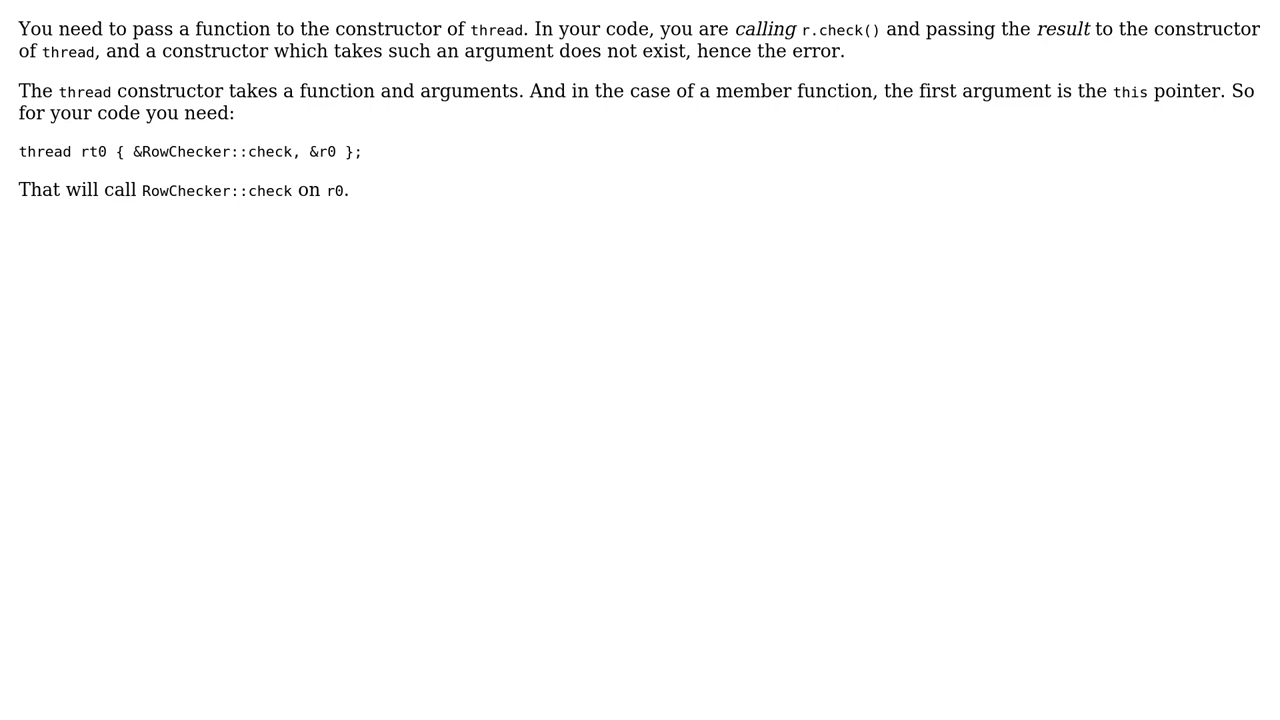 You need to pass a function to the constructor of thread. In your code, you are calling r.check() and passing the result to the constructor
of thread, and a constructor which takes such an argument does not exist, hence the error.
The thread constructor takes a function and arguments. And in the case of a member function, the first argument is the this pointer. So
for your code you need:
thread rt0 { &RowChecker::check, &r0 };
That will call RowChecker::check on r0.